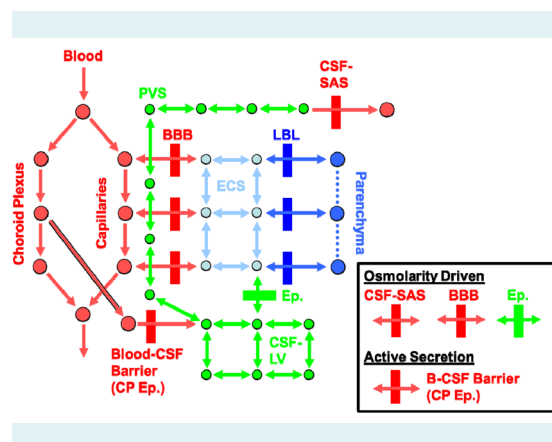 Blood
CSF-
SAS
PVS
BBB
LBL
ECS
Choroid Plexus
Capillaries
Parenchyma
Ep.
Blood-CSF
Barrier
(CP Ep.)
CSF-
LV
Osmolarity Driven
CSF-SAS
BBB
Ep.
Active Secretion
B-CSF Barrier
(CP Ep.)